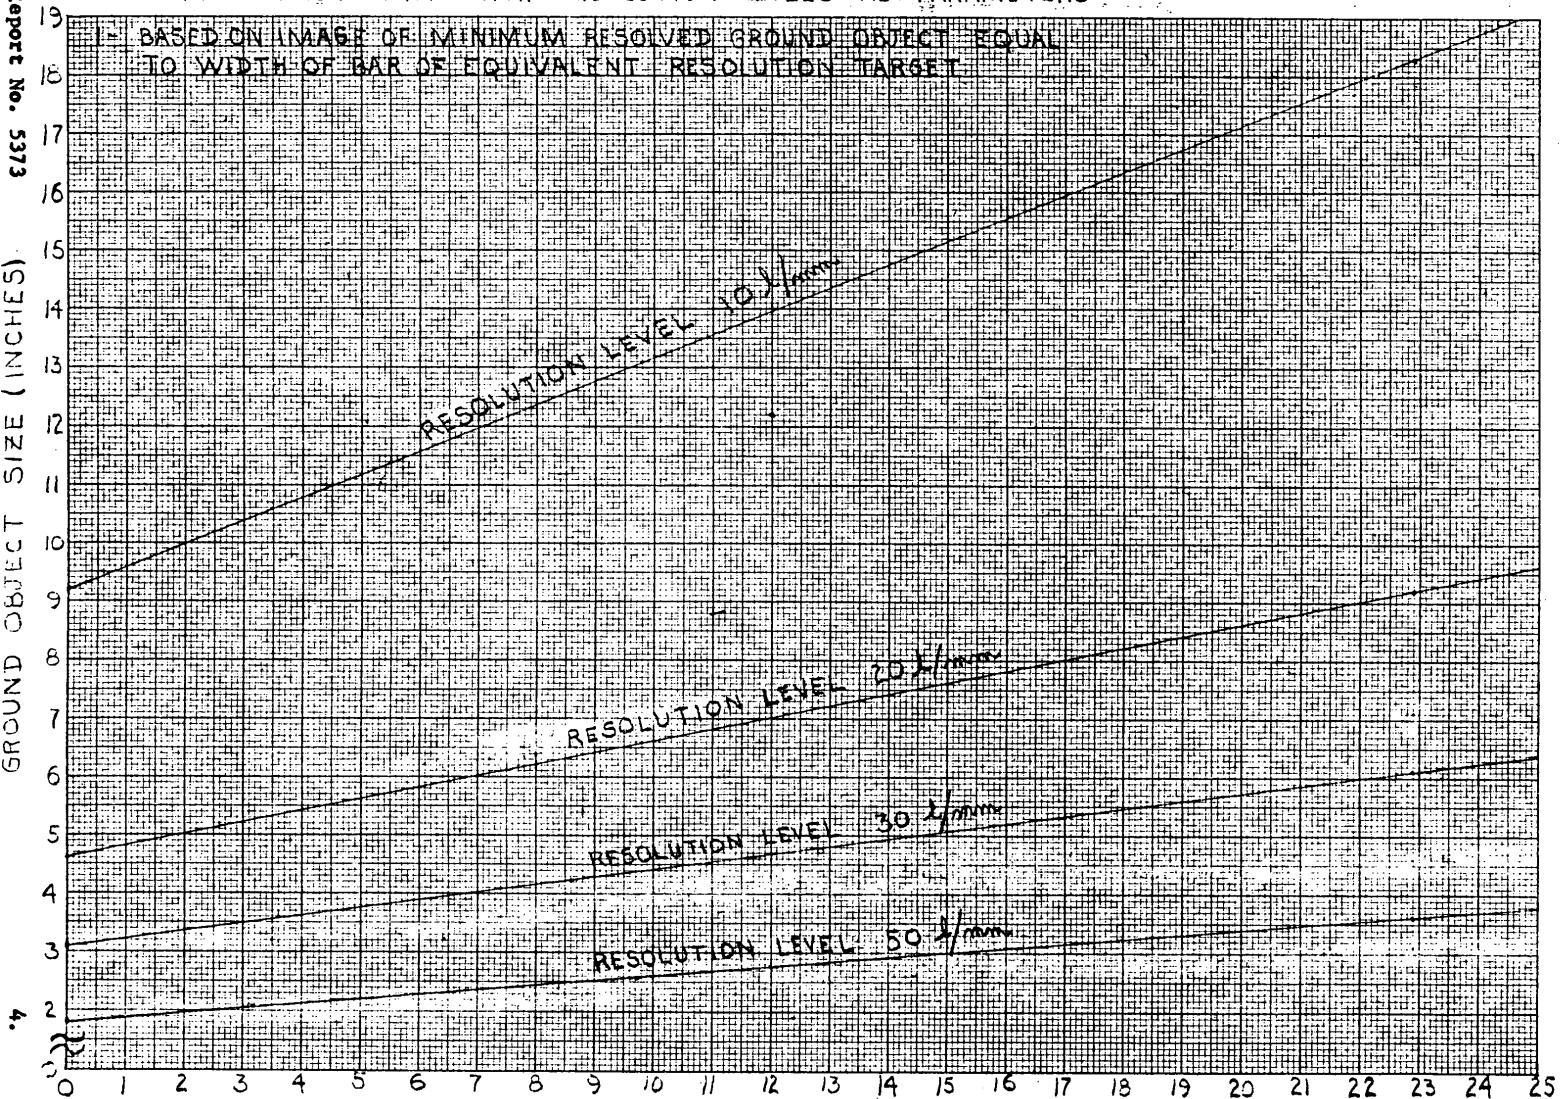 1- BASED ON IMAGE OF MINIMUM RESOLVED GROUND OBJECT EQUAL
TO WIDTH OF BAR OF EQUIVALENT RESOLUTION TARGET
Report No. 5373
GROUND OBJECT SIZE (INCHES)
19
18
17
16
15
14
13
12
11
10
9
8
7
6
5
4
3
2
RESOLUTION LEVEL 10 l/mm
RESOLUTION LEVEL 20 l/mm
RESOLUTION LEVEL 30 l/mm
RESOLUTION LEVEL 50 l/mm
4.
0 1 2 3 4 5 6 7 8 9 10 11 12 13 14 15 16 17 18 19 20 21 22 23 24 25